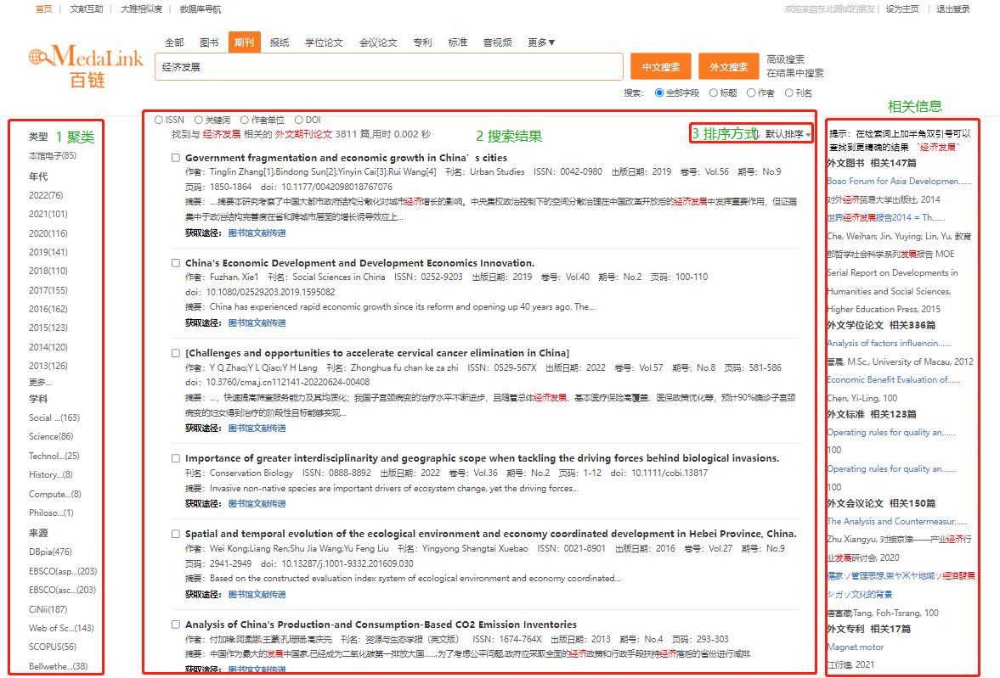 首页 | 文献互助 | 大雅相似度 | 数据库导航
欢迎来自东北测试的朋友 | 设为主页 | 退出登录
MedaLink
百链
全部 图书 期刊 报纸 学位论文 会议论文 专利 标准 音视频 更多▼
经济发展
中文搜索 外文搜索
高级搜索
在结果中搜索
搜索: 全部字段 标题 作者 刊名
相关信息
1 聚类
类型
本馆电子(85)
年代
2022(76)
2021(101)
2020(116)
2019(141)
2018(110)
2017(155)
2016(162)
2015(123)
2014(120)
2013(126)
更多...
学科
Social ...(163)
Science(86)
Technol...(25)
History...(8)
Compute...(8)
Philoso...(1)
来源
DBpia(476)
EBSCO(asp...(203)
EBSCO(asc...(203)
CiNii(187)
Web of Sc...(143)
SCOPUS(56)
Bellwethe...(38)
ISSN 关键词 作者单位 DOI
找到与 经济发展 相关的 外文期刊论文 3811 篇,用时 0.002 秒
2 搜索结果
3 排序方式
默认排序
Government fragmentation and economic growth in China’s cities
作者：Tinglin Zhang[1];Bindong Sun[2];Yinyin Cai[3];Rui Wang[4] 刊名：Urban Studies ISSN：0042-0980 出版日期：2019 卷号：Vol.56 期号：No.9
页码：1850-1864 doi：10.1177/0042098018767076
摘要：....摘要本研究考察了中国大都市政府结构分散化对城市经济增长的影响。中央集权政治控制下的空间分散治理在中国改革开放后的经济发展中发挥重要作用，但证据
集中于政治结构完善度在省和跨城市层面的增长诱导效应上...
获取途径： 图书馆文献传递
China's Economic Development and Development Economics Innovation.
作者：Fuzhan, Xie1 刊名：Social Sciences in China ISSN：0252-9203 出版日期：2019 卷号：Vol.40 期号：No.2 页码：100-110
doi：10.1080/02529203.2019.1595082
摘要：China has experienced rapid economic growth since its reform and opening up 40 years ago. The...
获取途径： 图书馆文献传递
[Challenges and opportunities to accelerate cervical cancer elimination in China]
作者：Y Q Zhao;Y L Qiao;Y H Lang 刊名：Zhonghua fu chan ke za zhi ISSN：0529-567X 出版日期：2022 卷号：Vol.57 期号：No.8 页码：581-586
doi：10.3760/cma.j.cn112141-20220624-00408
摘要：...，快速提高筛查服务能力及其均质化；我国子宫颈病变的治疗水平不断进步，且随着总体经济发展、基本医疗保险高覆盖、医保政策优化等，预计90%确诊子宫颈
病变的妇女得到治疗的阶段性目标能够实现...
获取途径： 图书馆文献传递
Importance of greater interdisciplinarity and geographic scope when tackling the driving forces behind biological invasions.
刊名：Conservation Biology ISSN：0888-8892 出版日期：2022 卷号：Vol.36 期号：No.2 页码：1-12 doi：10.1111/cobi.13817
摘要：Invasive non-native species are important drivers of ecosystem change, yet the driving forces...
获取途径： 图书馆文献传递
Spatial and temporal evolution of the ecological environment and economy coordinated development in Hebei Province, China.
作者：Wei Kong;Liang Ren;Shu Jia Wang;Yu Feng Liu 刊名：Yingyong Shengtai Xuebao ISSN：0021-8901 出版日期：2016 卷号：Vol.27 期号：No.9
页码：2941-2949 doi：10.13287/j.1001-9332.201609.030
摘要：Based on the constructed evaluation index system of ecological environment and economy coordinated...
获取途径： 图书馆文献传递
Analysis of China's Production-and Consumption-Based CO2 Emission Inventories
作者：付加锋;阿柔娜;王蘄;孔珊珊;高庆先 刊名：资源与生态学报（英文版） ISSN：1674-764X 出版日期：2013 期号：No.4 页码：293-303
摘要：中国作为最大的发展中国家,已经成为二氧化碳第一排放大国......,为了考虑公平问题,政府应采取全面的经济政策和行政手段扶持经济落后的省份进行减排.
获取途径： 图书馆文献传递
提示：在检索词上加半角双引号可以
查找到更精确的结果 "经济发展"
外文图书 相关147篇
Boao Forum for Asia Developmen......
对外经济贸易大学出版社, 2014
世界经济发展报告2014 = Th......
Che, Weihan; Jin, Yuying; Lin, Yu, 教育
部哲学社会科学系列发展报告 MOE
Serial Report on Developments in
Humanities and Social Sciences,
Higher Education Press, 2015
外文学位论文 相关336篇
Analysis of factors influencin......
曹晨, M.Sc., University of Macau, 2012
Economic Benefit Evaluation of......
Chen, Yi-Ling, 100
外文标准 相关123篇
Operating rules for quality an......
100
Operating rules for quality an......
100
外文会议论文 相关150篇
The Analysis and Countermeasur......
Zhu Xiangyu, 对接京津——产业经济行
业发展研讨会, 2020
儒家ソ管理思想,東ヤ米ヤ地域ソ経済發展
シガソ文化的背景
唐富藏;Tang, Foh-Tsrang, 100
外文专利 相关17篇
Magnet motor
江衍煌, 2021